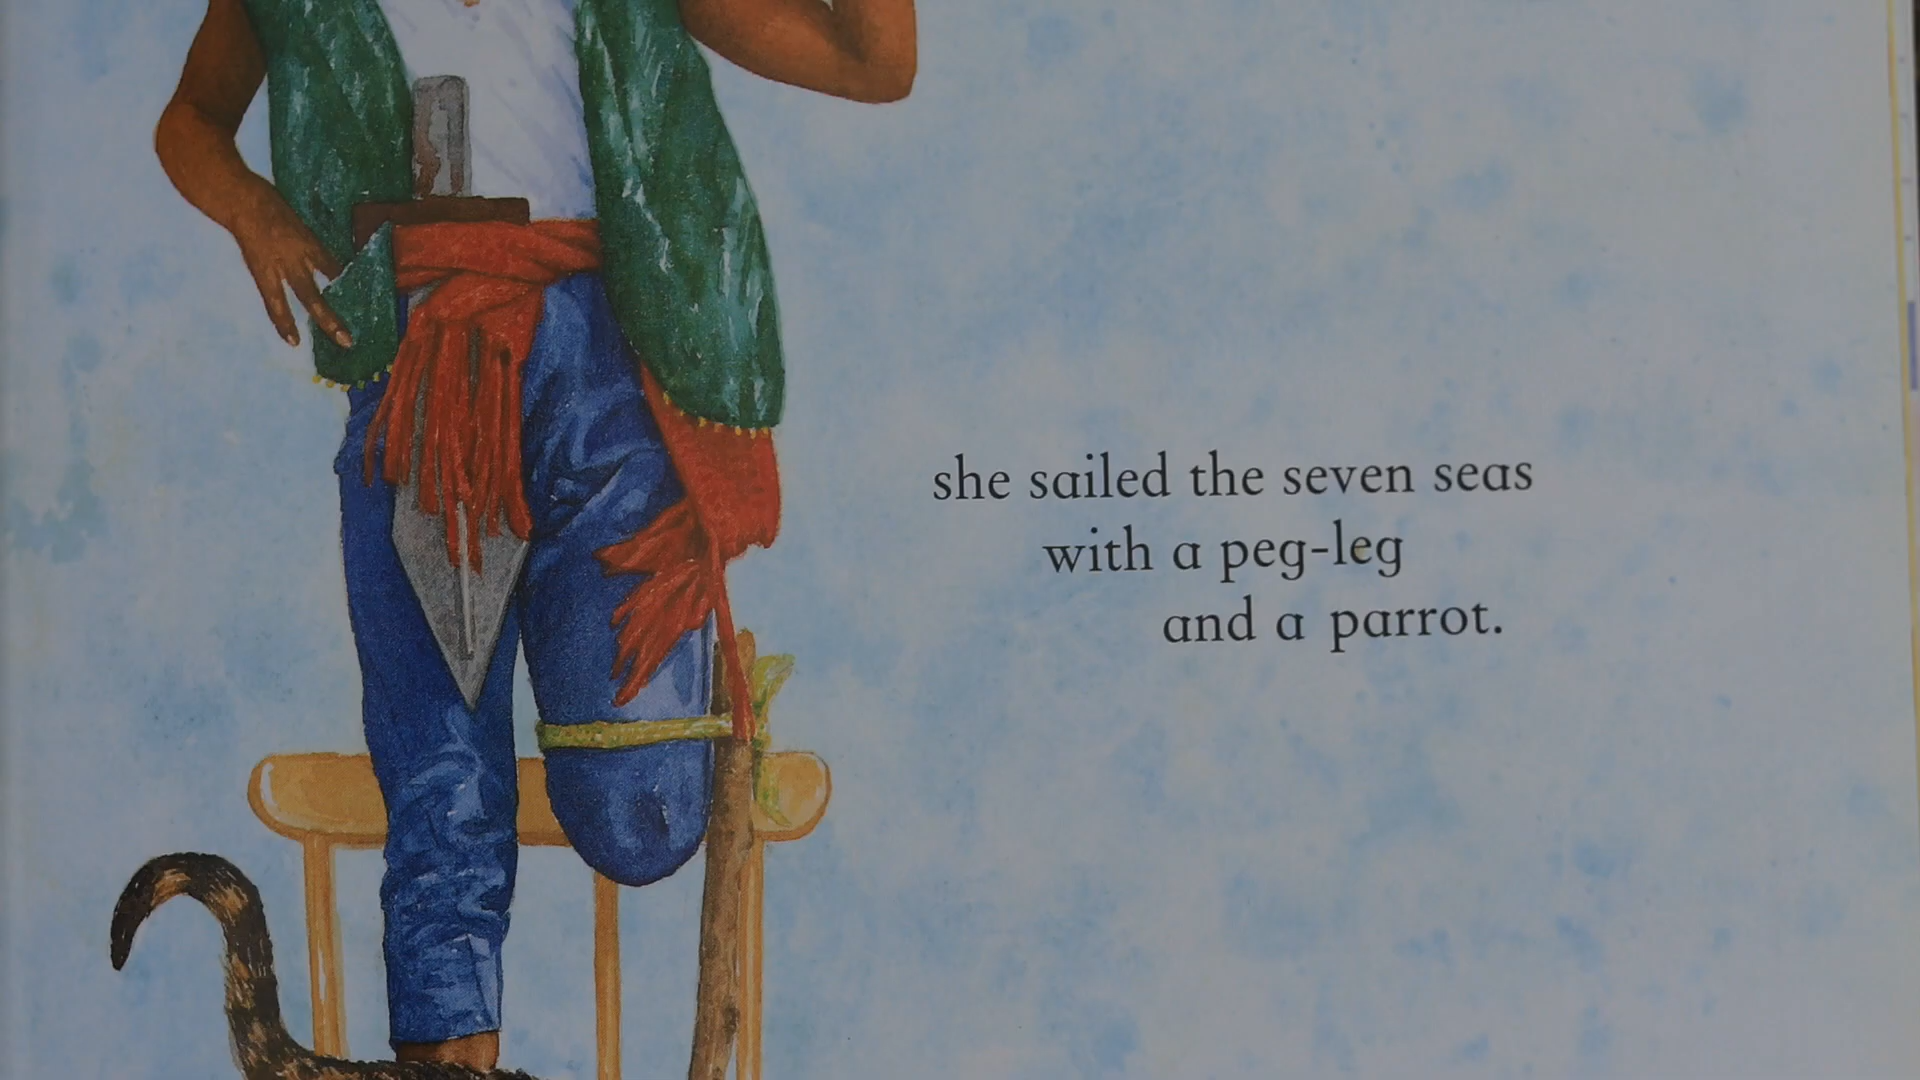 she sailed the seven seas
with a peg-leg
and a parrot.